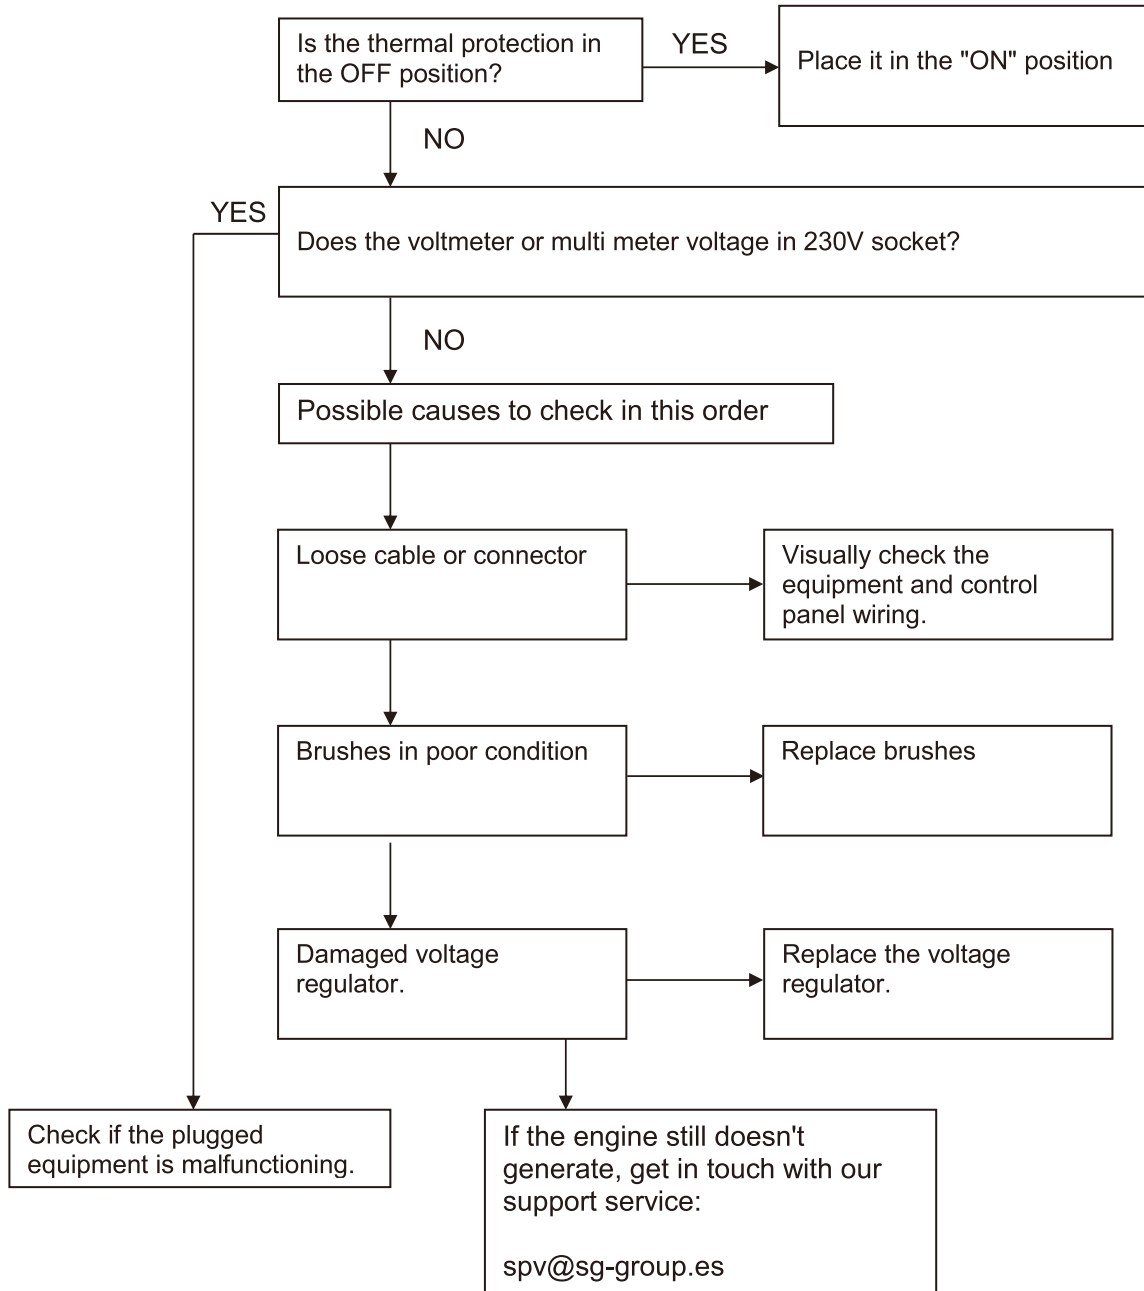 Is the thermal protection in
the OFF position?
YES
Place it in the "ON" position
NO
YES
Does the voltmeter or multi meter voltage in 230V socket?
NO
Possible causes to check in this order
Loose cable or connector
Visually check the
equipment and control
panel wiring.
Brushes in poor condition
Replace brushes
Damaged voltage
regulator.
Replace the voltage
regulator.
Check if the plugged
equipment is malfunctioning.
If the engine still doesn't
generate, get in touch with our
support service:
spv@sg-group.es